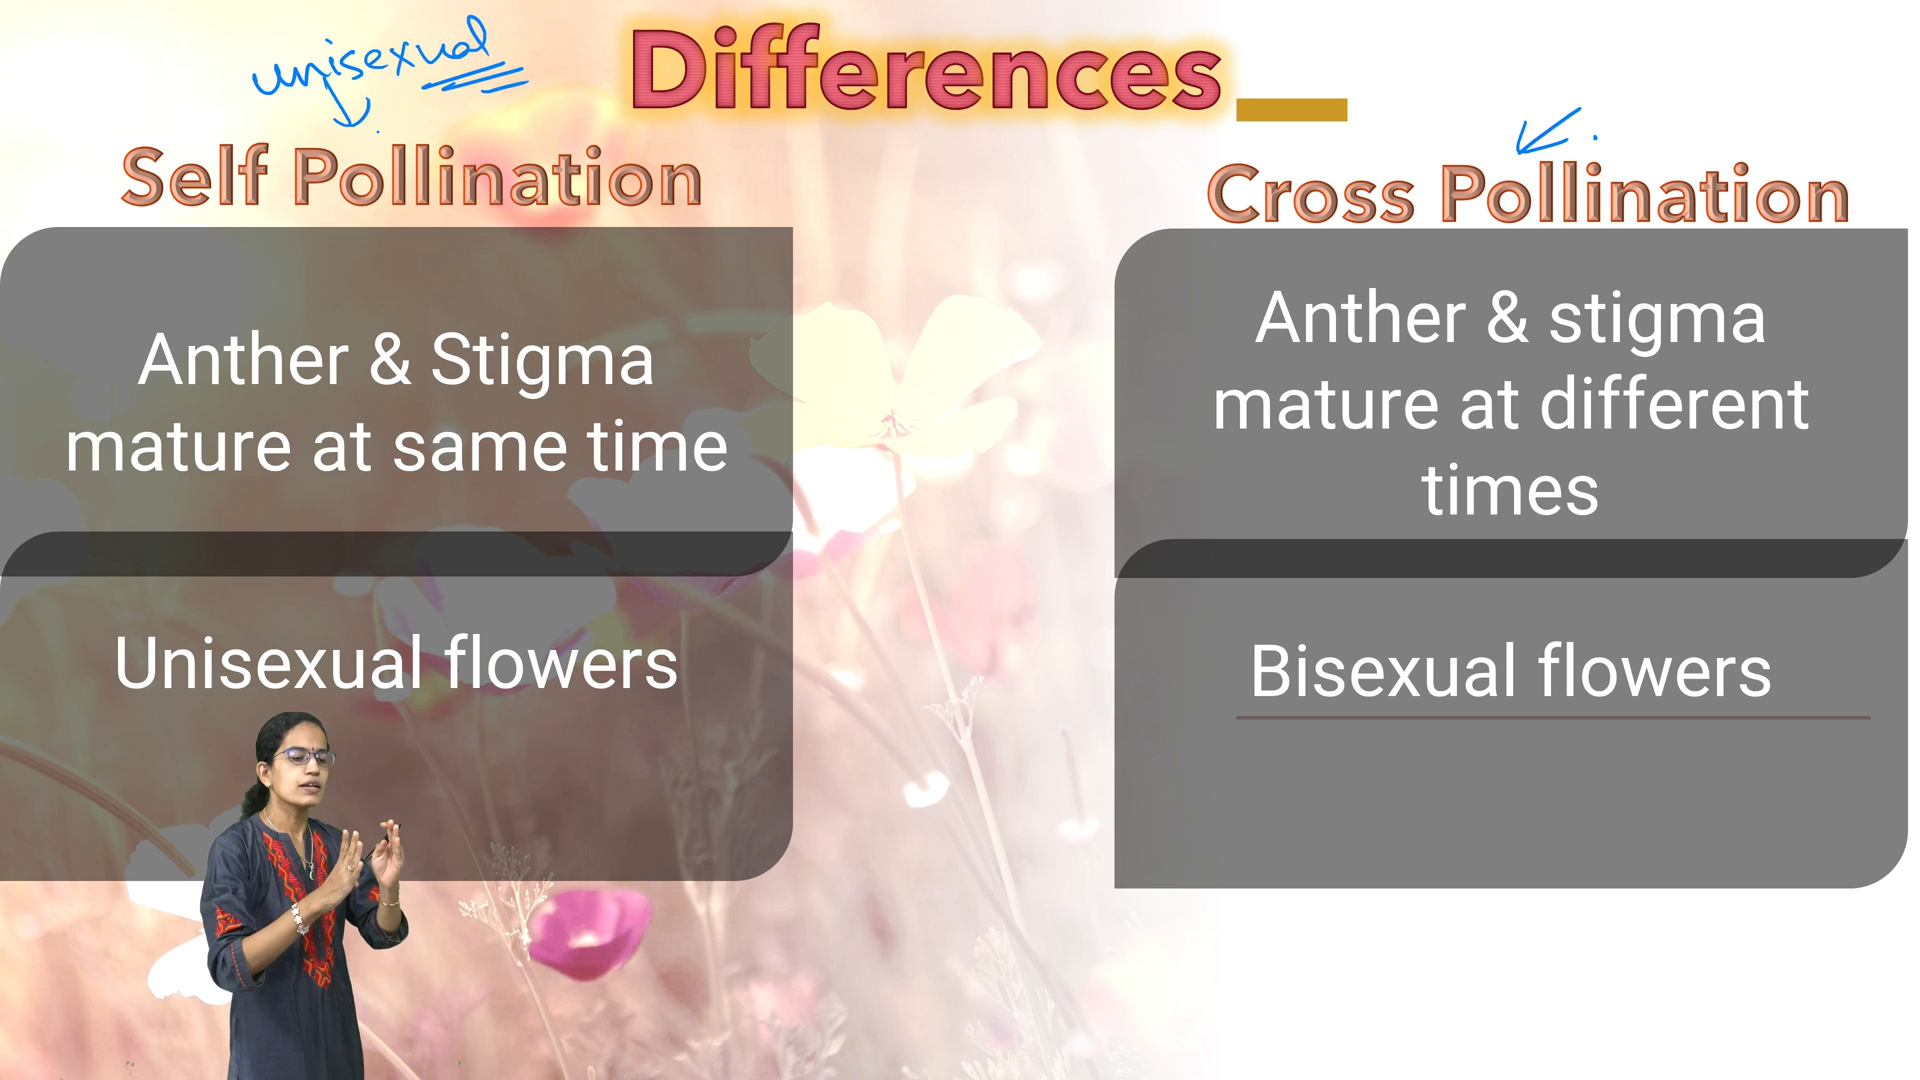 unisexual
Differences
Self Pollination
Cross Pollination
Anther & Stigma
mature at same time
Anther & stigma
mature at different
times
Unisexual flowers
Bisexual flowers